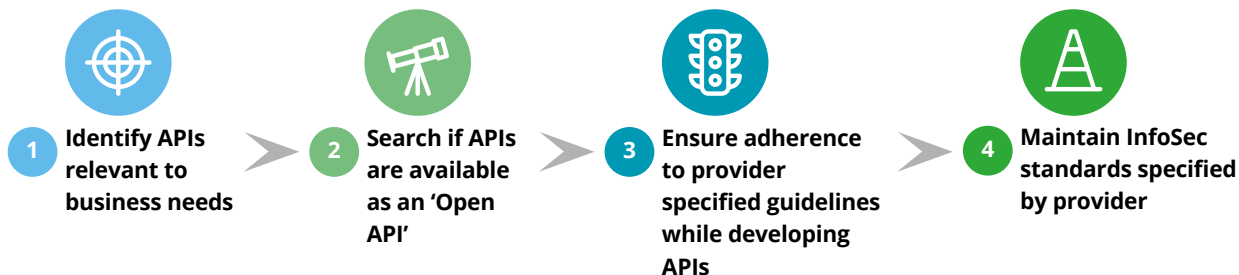 1
Identify APIs
relevant to
business needs
2
Search if APIs
are available
as an ‘Open
API’
3
Ensure adherence
to provider
specified guidelines
while developing
APIs
4
Maintain InfoSec
standards specified
by provider